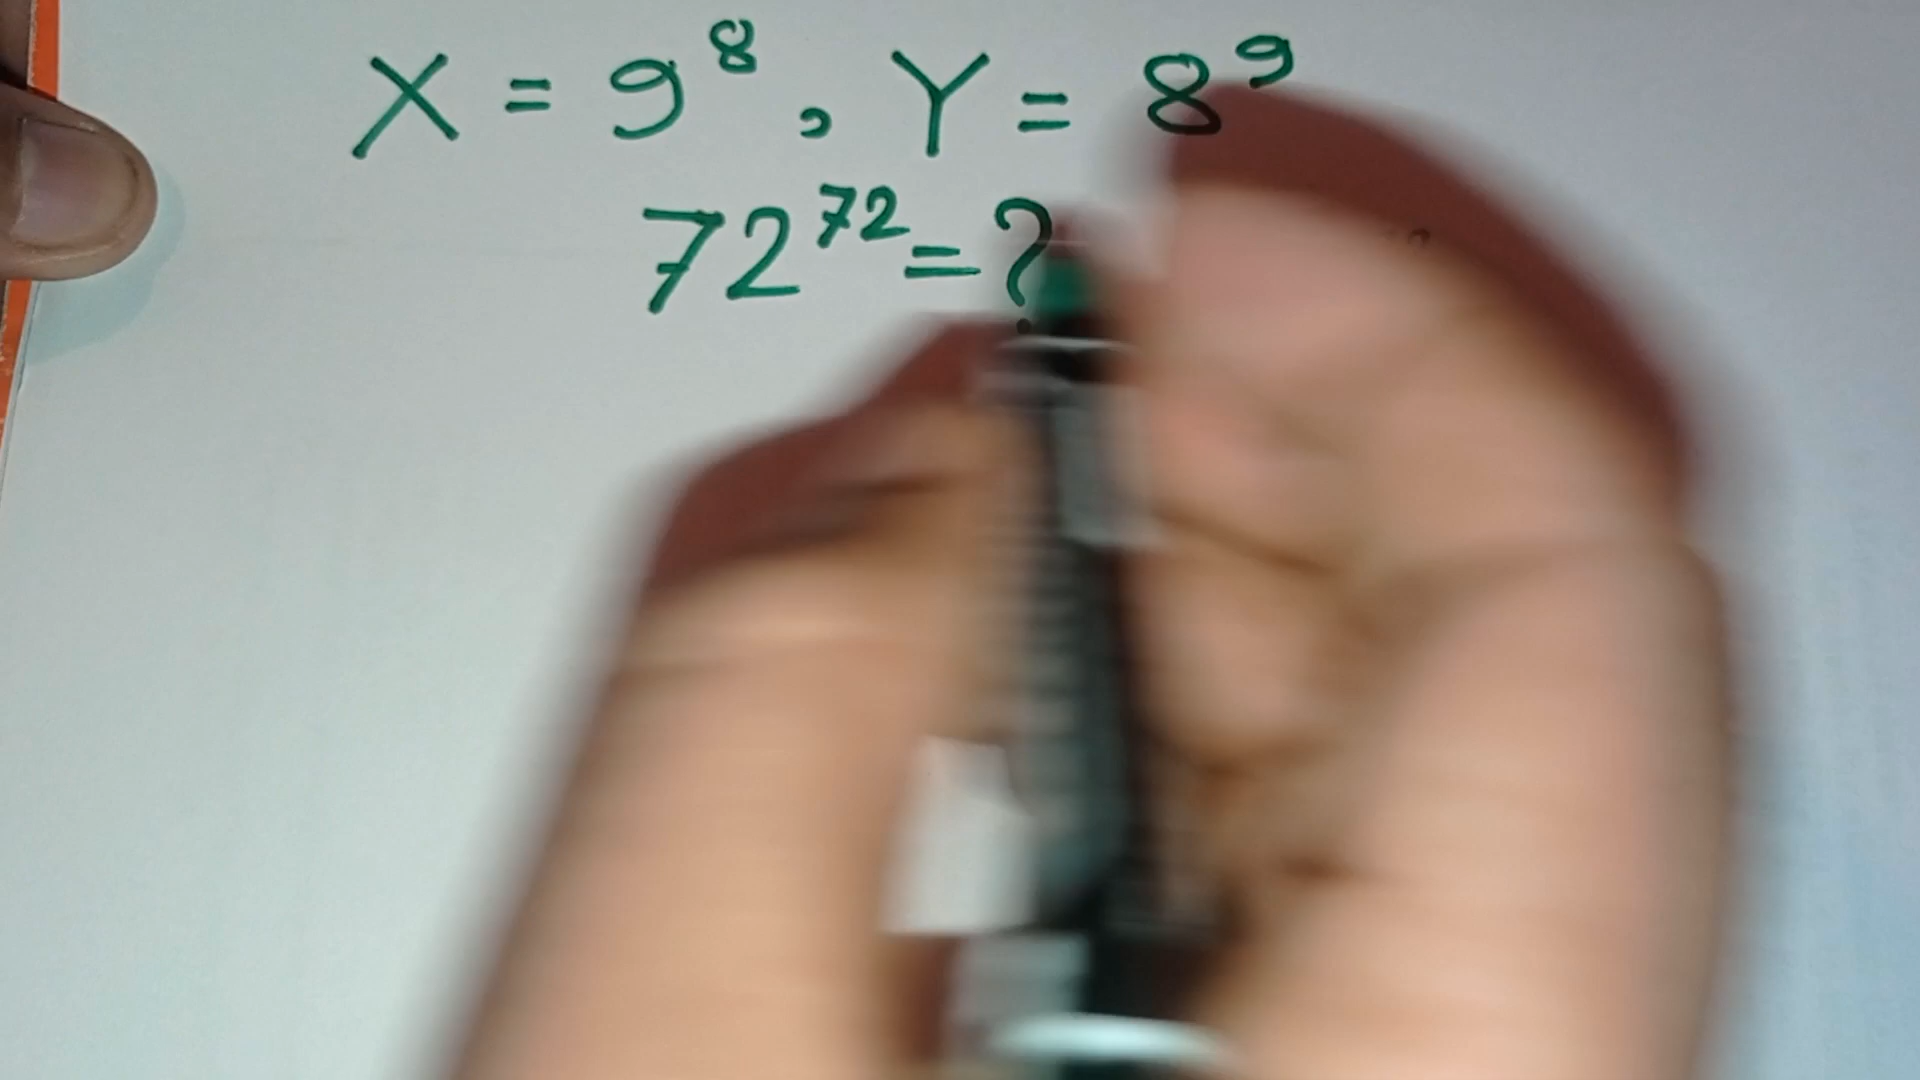 X = 9⁸ , Y = 8⁹
72⁷² = ?